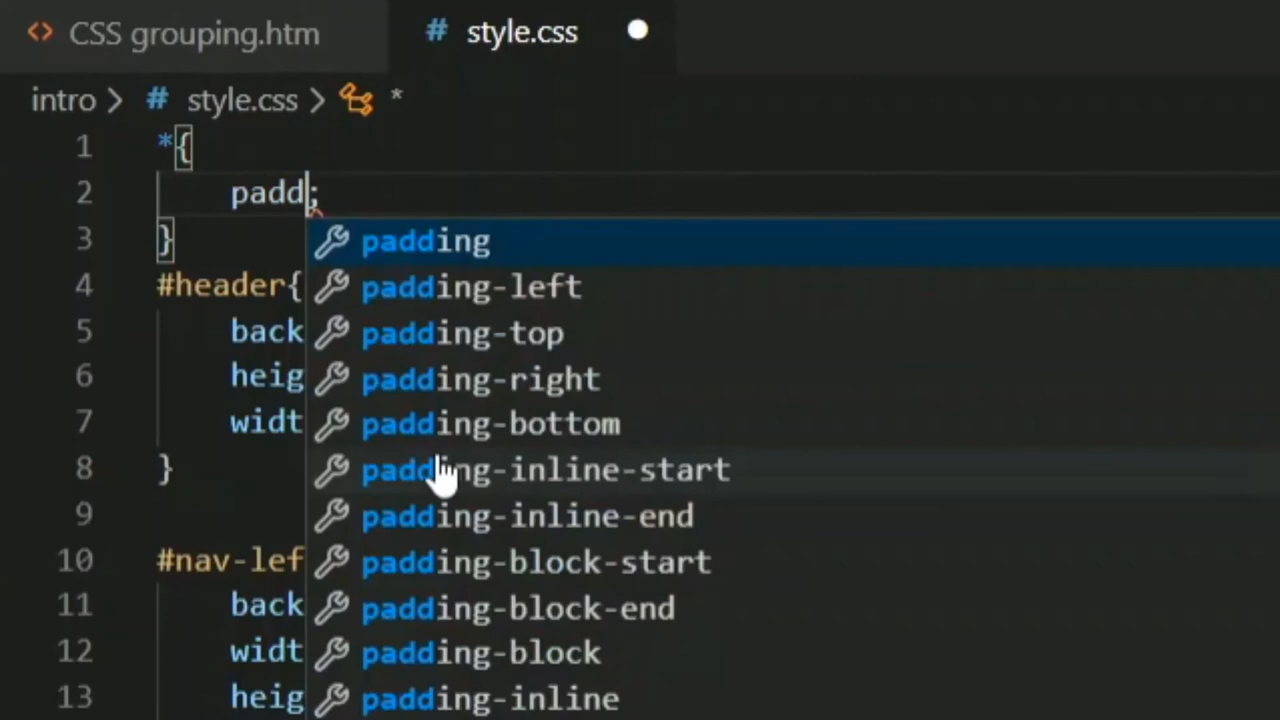 <> CSS grouping.htm # style.css
intro > # style.css > *
1 *{
2 padd;
3 }
4 #header{
5 back
6 heig
7 widt
8 }
9
10 #nav-lef
11 back
12 widt
13 heig
padding
padding-left
padding-top
padding-right
padding-bottom
padding-inline-start
padding-inline-end
padding-block-start
padding-block-end
padding-block
padding-inline